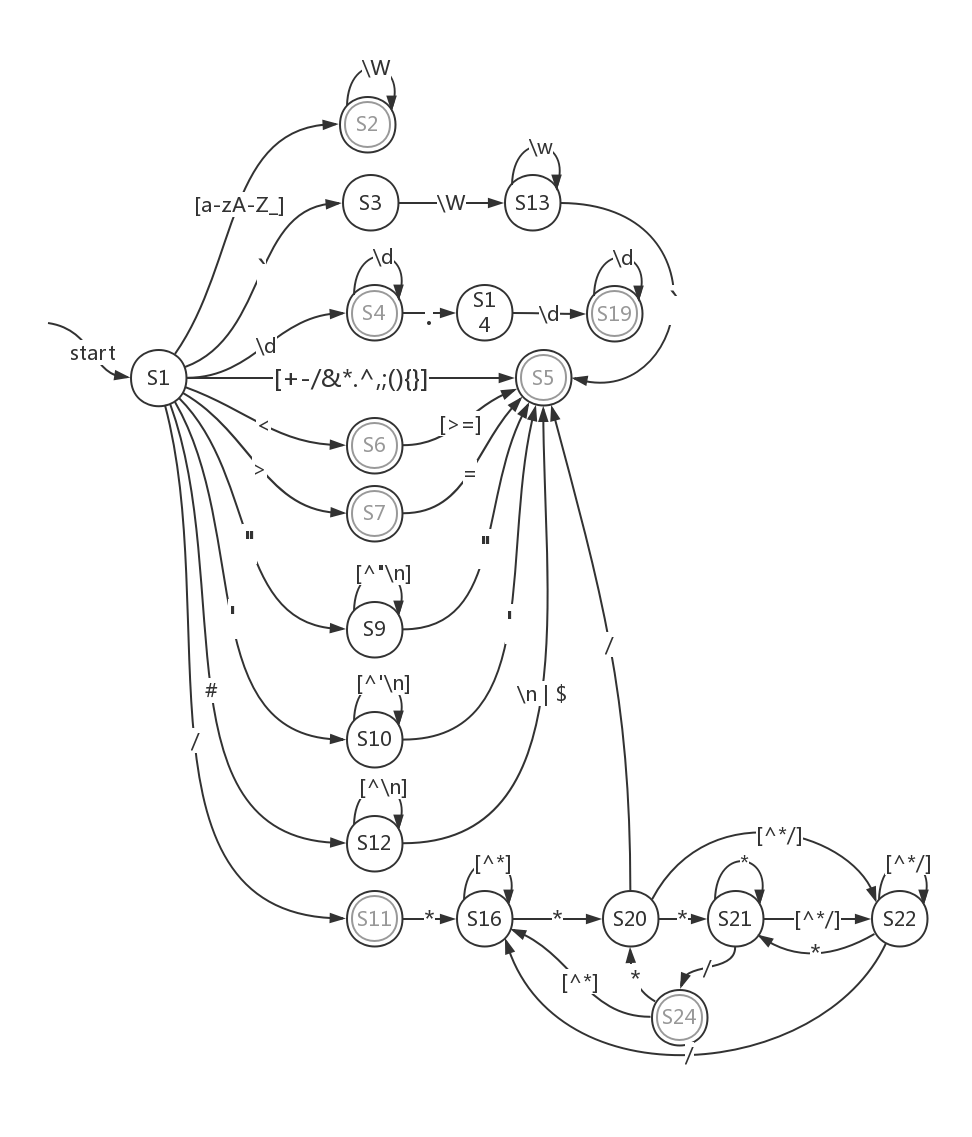 \W
S2
\w
[a-zA-Z_]
S3
\W
S13
`
\d
\d
S4
.
S1
4
\d
S19
`
\d
start
S1
[+-/&*.^,;(){}]
S5
<
S6
[>=]
>
S7
=
"
"
[^"\n]
S9
'
'
[^'\n]
S10
#
\n | $
/
/
[^\n]
S12
[^*/]
[^*]
*
[^*/]
S11
*
S16
*
S20
*
S21
[^*/]
S22
*
/
*
[^*]
S24
/